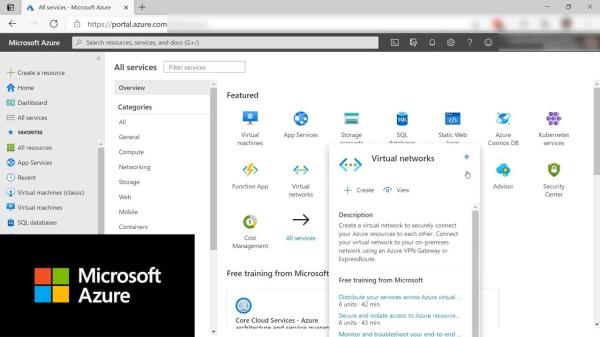 All services - Microsoft Azure
https://portal.azure.com
Microsoft Azure
Search resources, services, and docs (G+/)
Create a resource
Home
Dashboard
All services
FAVORITES
All resources
App Services
Recent
Virtual machines (classic)
Virtual machines
SQL databases
All services
Filter services
Overview
Categories
All
General
Compute
Networking
Storage
Web
Mobile
Containers
Featured
Virtual
machines
App Services
Storage
accounts
SQL
databases
Static Web
Apps
Azure
Cosmos DB
Kubernetes
services
Function App
Virtual
networks
Advisor
Security
Center
Cost
Management
All services
Virtual networks
Create
View
Description
Create a virtual network to securely connect
your Azure resources to each other. Connect
your virtual network to your on-premises
network using an Azure VPN Gateway or
ExpressRoute.
Free training from Microsoft
Distribute your services across Azure virtual ...
6 units · 42 min
Secure and isolate access to Azure resource...
6 units · 43 min
Monitor and troubleshoot your end-to-end ...
Free training from Microsoft
Core Cloud Services - Azure
architecture and service guaran
Microsoft
Azure